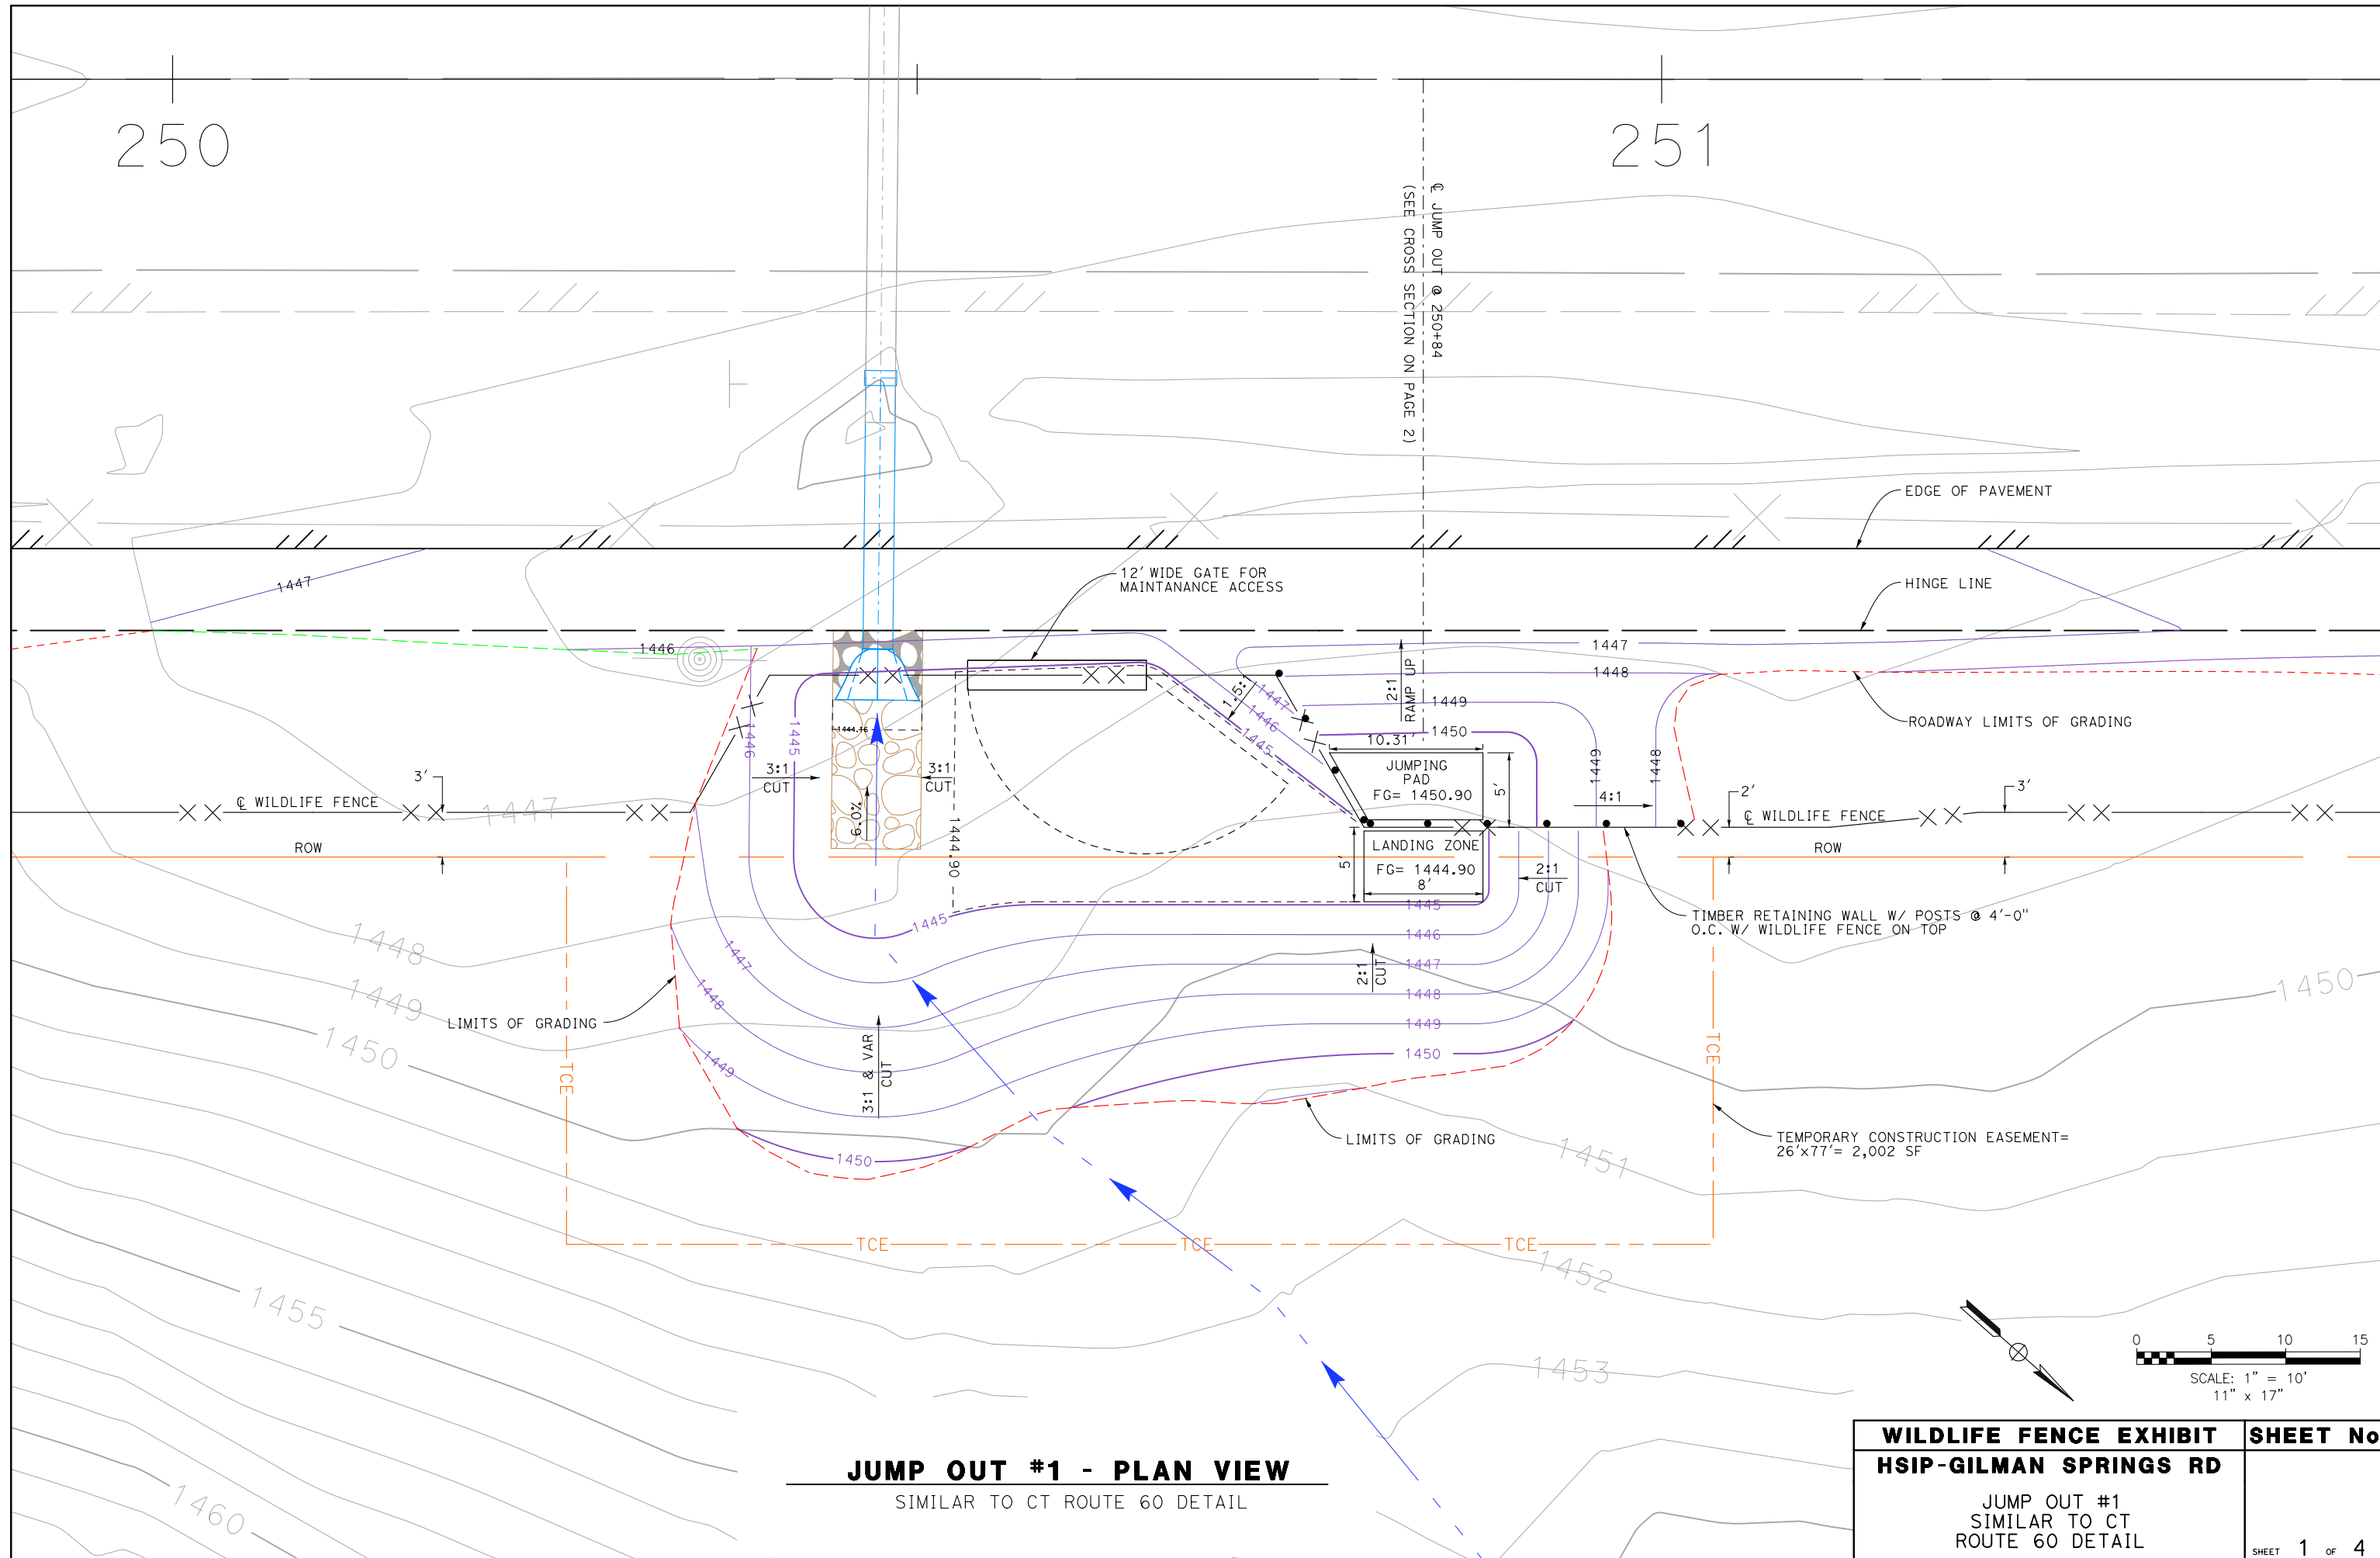 250
251
℄ JUMP OUT @ 250+84
(SEE CROSS SECTION ON PAGE 2)
EDGE OF PAVEMENT
1447
12' WIDE GATE FOR
MAINTANANCE ACCESS
HINGE LINE
1446
1447
1448
2:1
RAMP UP
1.5:1
1447
1446
1445
1449
1450
ROADWAY LIMITS OF GRADING
1446
1445
1444.16
10.31'
JUMPING
PAD
FG= 1450.90
5'
1449
1448
3:1
CUT
3:1
CUT
6.0%
4:1
3'
℄ WILDLIFE FENCE
1447
2'
℄ WILDLIFE FENCE
3'
ROW
ROW
1444.90
5'
LANDING ZONE
FG= 1444.90
8'
2:1
CUT
1445
1445
TIMBER RETAINING WALL W/ POSTS @ 4'-0"
O.C. W/ WILDLIFE FENCE ON TOP
1446
1448
1447
1447
2:1
CUT
1448
1448
1449
1450
LIMITS OF GRADING
1449
1450
1450
1449
3:1 & VAR
CUT
TCE
TCE
LIMITS OF GRADING
TEMPORARY CONSTRUCTION EASEMENT=
26'x77'= 2,002 SF
1450
1451
TCE
TCE
TCE
1452
1455
1453
0 5 10 15
SCALE: 1" = 10'
11" x 17"
1460
JUMP OUT #1 - PLAN VIEW
SIMILAR TO CT ROUTE 60 DETAIL
WILDLIFE FENCE EXHIBIT
SHEET No
HSIP-GILMAN SPRINGS RD
JUMP OUT #1
SIMILAR TO CT
ROUTE 60 DETAIL
SHEET 1 OF 4